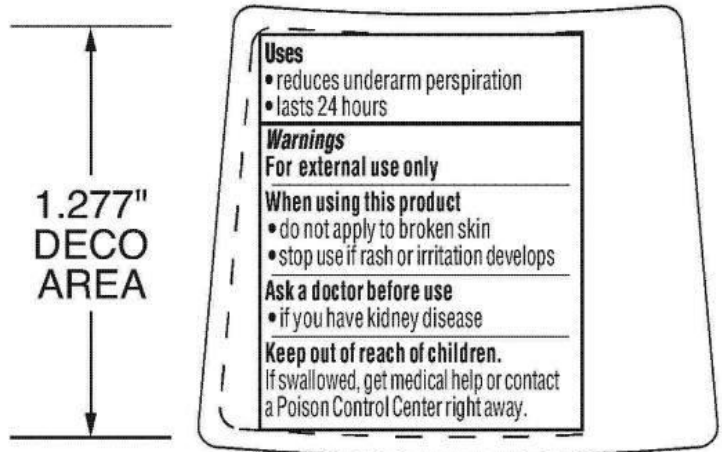 1.277"
DECO
AREA
Uses
• reduces underarm perspiration
• lasts 24 hours
Warnings
For external use only
When using this product
• do not apply to broken skin
• stop use if rash or irritation develops
Ask a doctor before use
• if you have kidney disease
Keep out of reach of children.
If swallowed, get medical help or contact
a Poison Control Center right away.